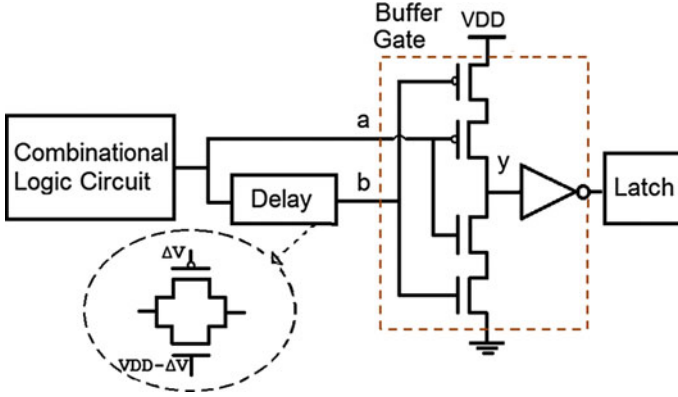 Buffer
Gate
VDD
Combinational
Logic Circuit
a
Delay
b
y
Latch
ΔV
VDD-ΔV